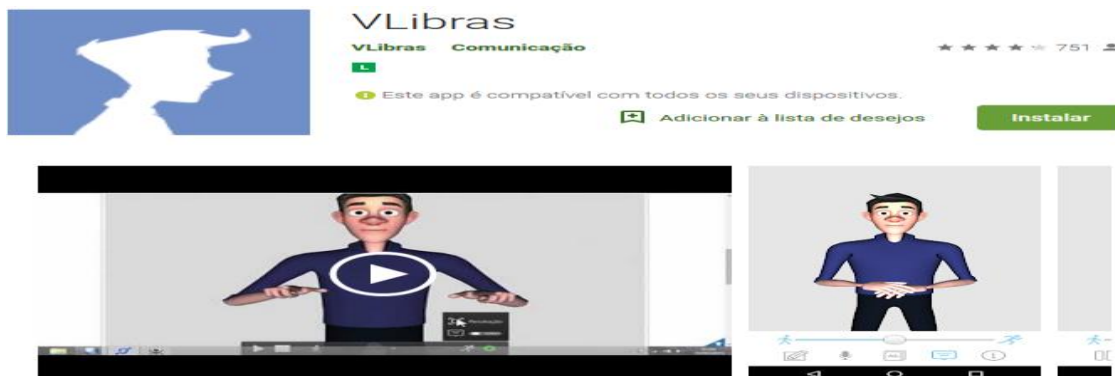 VLibras
VLibras Comunicação
751
L
Este app é compatível com todos os seus dispositivos.
Adicionar à lista de desejos
Instalar